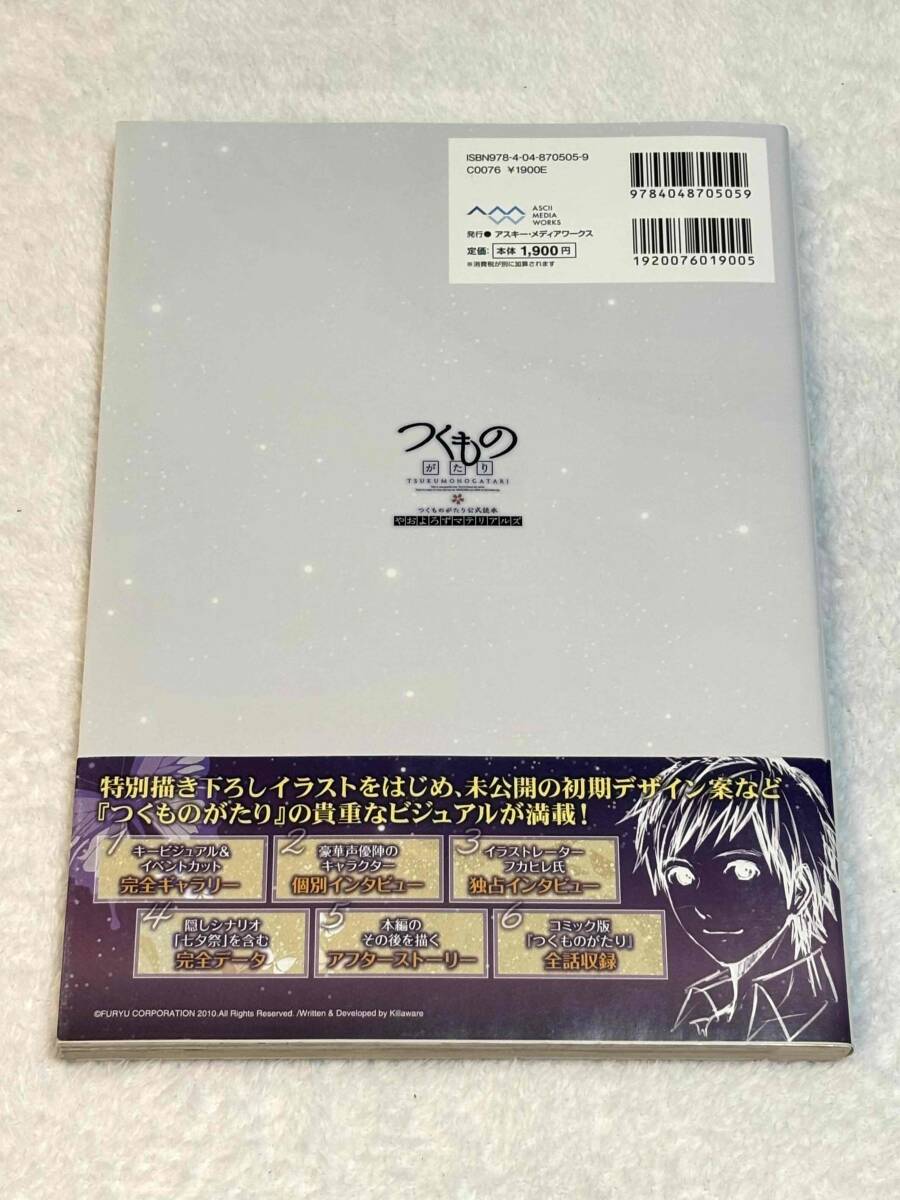 ISBN978-4-04-870505-9
C0076 ¥1900E
9784048705059
ASCII
MEDIA
WORKS
発行● アスキー・メディアワークス
定価: 本体 1,900円
※消費税が別に加算されます
1920076019005
つくもの
がたり
TSUKUMONOGATARI
つくものがたり公式読本
やおよろずマテリアルズ
特別描き下ろしイラストをはじめ、未公開の初期デザイン案など
『つくものがたり』の貴重なビジュアルが満載!
1
キービジュアル&
イベントカット
完全ギャラリー
2
豪華声優陣の
キャラクター
個別インタビュー
3
イラストレーター
フカヒレ氏
独占インタビュー
4
隠しシナリオ
「七夕祭」を含む
完全データ
5
本編の
その後を描く
アフターストーリー
6
コミック版
『つくものがたり』
全話収録
©FURYU CORPORATION 2010.All Rights Reserved. /Written & Developed by Killaware